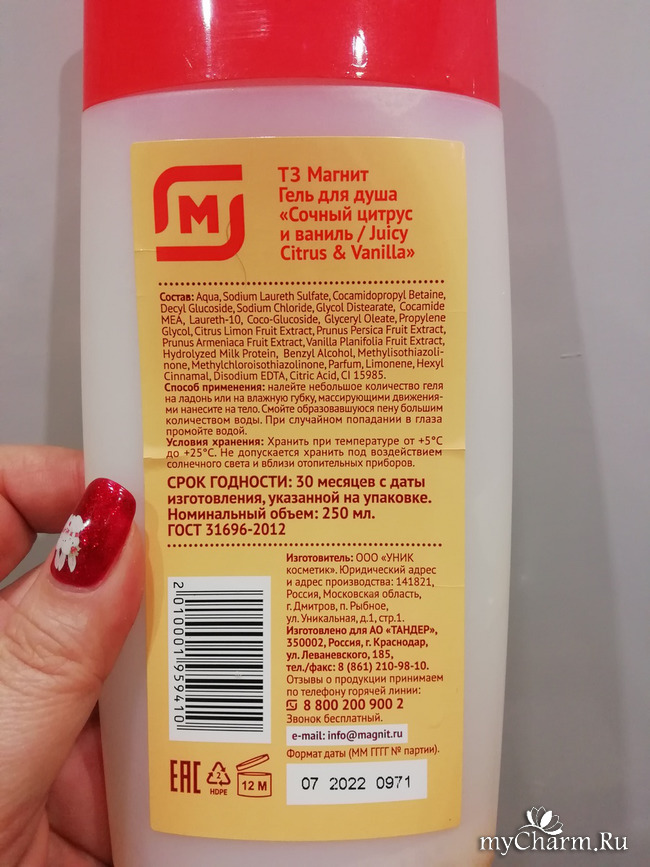 М
ТЗ Магнит
Гель для душа
«Сочный цитрус
и ваниль / Juicy
Citrus & Vanilla»
Состав: Aqua, Sodium Laureth Sulfate, Cocamidopropyl Betaine,
Decyl Glucoside, Sodium Chloride, Glycol Distearate, Cocamide
MEA, Laureth-10, Coco-Glucoside, Glyceryl Oleate, Propylene
Glycol, Citrus Limon Fruit Extract, Prunus Persica Fruit Extract,
Prunus Armeniaca Fruit Extract, Vanilla Planifolia Fruit Extract,
Hydrolyzed Milk Protein, Benzyl Alcohol, Methylisothiazoli-
none, Methylchloroisothiazolinone, Parfum, Limonene, Hexyl
Cinnamal, Disodium EDTA, Citric Acid, CI 15985.
Способ применения: налейте небольшое количество геля
на ладонь или на влажную губку, массирующими движения-
ми нанесите на тело. Смойте образовавшуюся пену большим
количеством воды. При случайном попадании в глаза
промойте водой.
Условия хранения: Хранить при температуре от +5°C
до +25°C. Не допускается хранить под воздействием
солнечного света и вблизи отопительных приборов.
СРОК ГОДНОСТИ: 30 месяцев с даты
изготовления, указанной на упаковке.
Номинальный объем: 250 мл.
ГОСТ 31696-2012
Изготовитель: ООО «УНИК
косметик». Юридический адрес
и адрес производства: 141821,
Россия, Московская область,
г. Дмитров, п. Рыбное,
ул. Уникальная, д.1, стр.1.
Изготовлено для АО «ТАНДЕР»,
350002, Россия, г. Краснодар,
ул. Леваневского, 185,
тел./факс: 8 (861) 210-98-10.
Отзывы о продукции принимаем
по телефону горячей линии:
8 800 200 900 2
Звонок бесплатный.
e-mail: info@magnit.ru
Формат даты (ММ ГГГГ № партии).
07 2022 0971
2010001959410
EAC
2
HDPE
12 M
myCharm.Ru